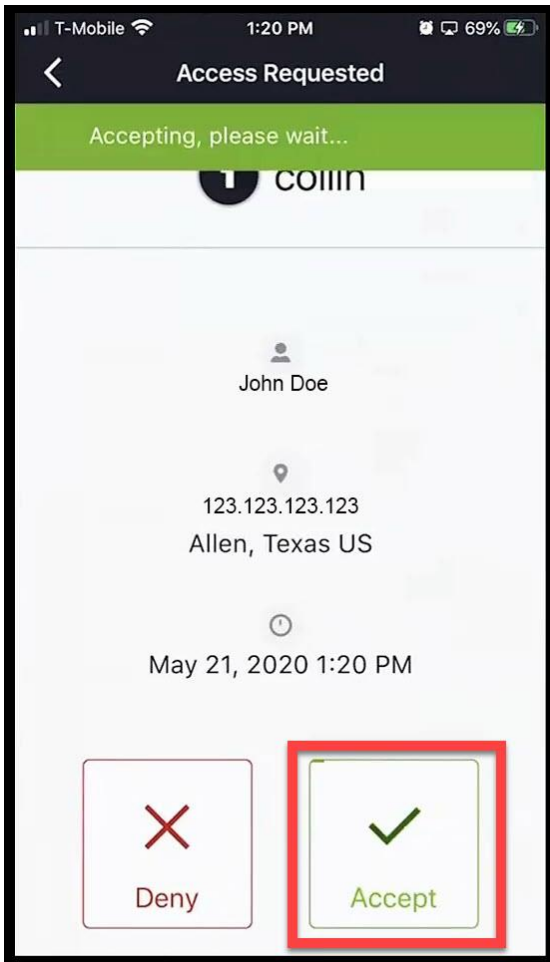 T-Mobile 1:20 PM 69%
Access Requested
Accepting, please wait...
1 collin
John Doe
123.123.123.123
Allen, Texas US
May 21, 2020 1:20 PM
Deny Accept